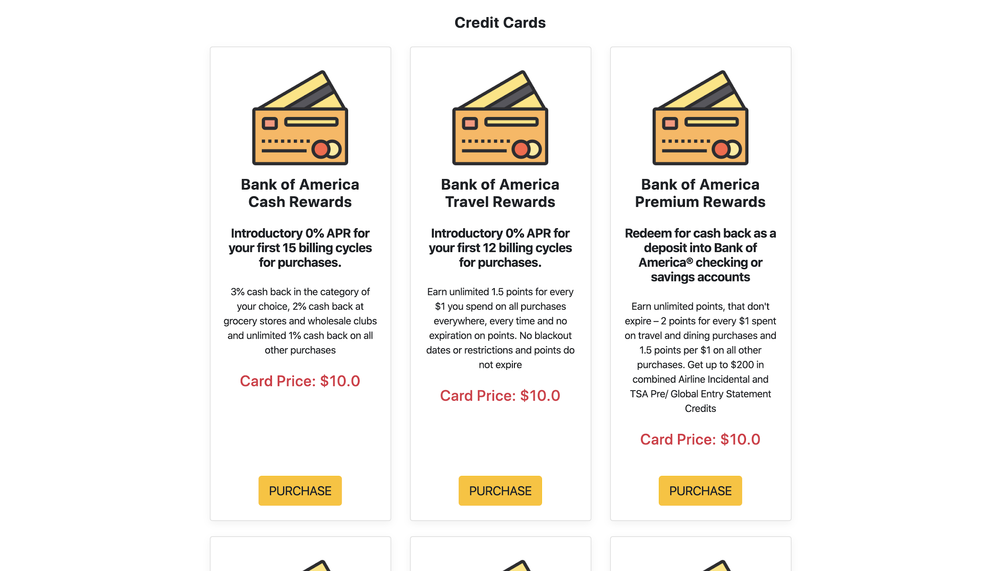 Credit Cards
Bank of America
Cash Rewards
Introductory 0% APR for
your first 15 billing cycles
for purchases.
3% cash back in the category of
your choice, 2% cash back at
grocery stores and wholesale clubs
and unlimited 1% cash back on all
other purchases
Card Price: $10.0
PURCHASE
Bank of America
Travel Rewards
Introductory 0% APR for
your first 12 billing cycles
for purchases.
Earn unlimited 1.5 points for every
$1 you spend on all purchases
everywhere, every time and no
expiration on points. No blackout
dates or restrictions and points do
not expire
Card Price: $10.0
PURCHASE
Bank of America
Premium Rewards
Redeem for cash back as a
deposit into Bank of
America® checking or
savings accounts
Earn unlimited points, that don't
expire – 2 points for every $1 spent
on travel and dining purchases and
1.5 points per $1 on all other
purchases. Get up to $200 in
combined Airline Incidental and
TSA Pre/ Global Entry Statement
Credits
Card Price: $10.0
PURCHASE